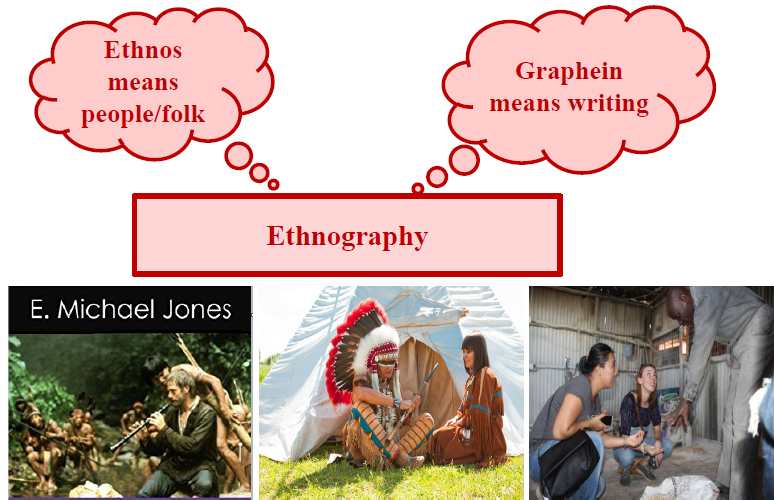 Ethnos
means
people/folk
Graphein
means writing
Ethnography
E. Michael Jones